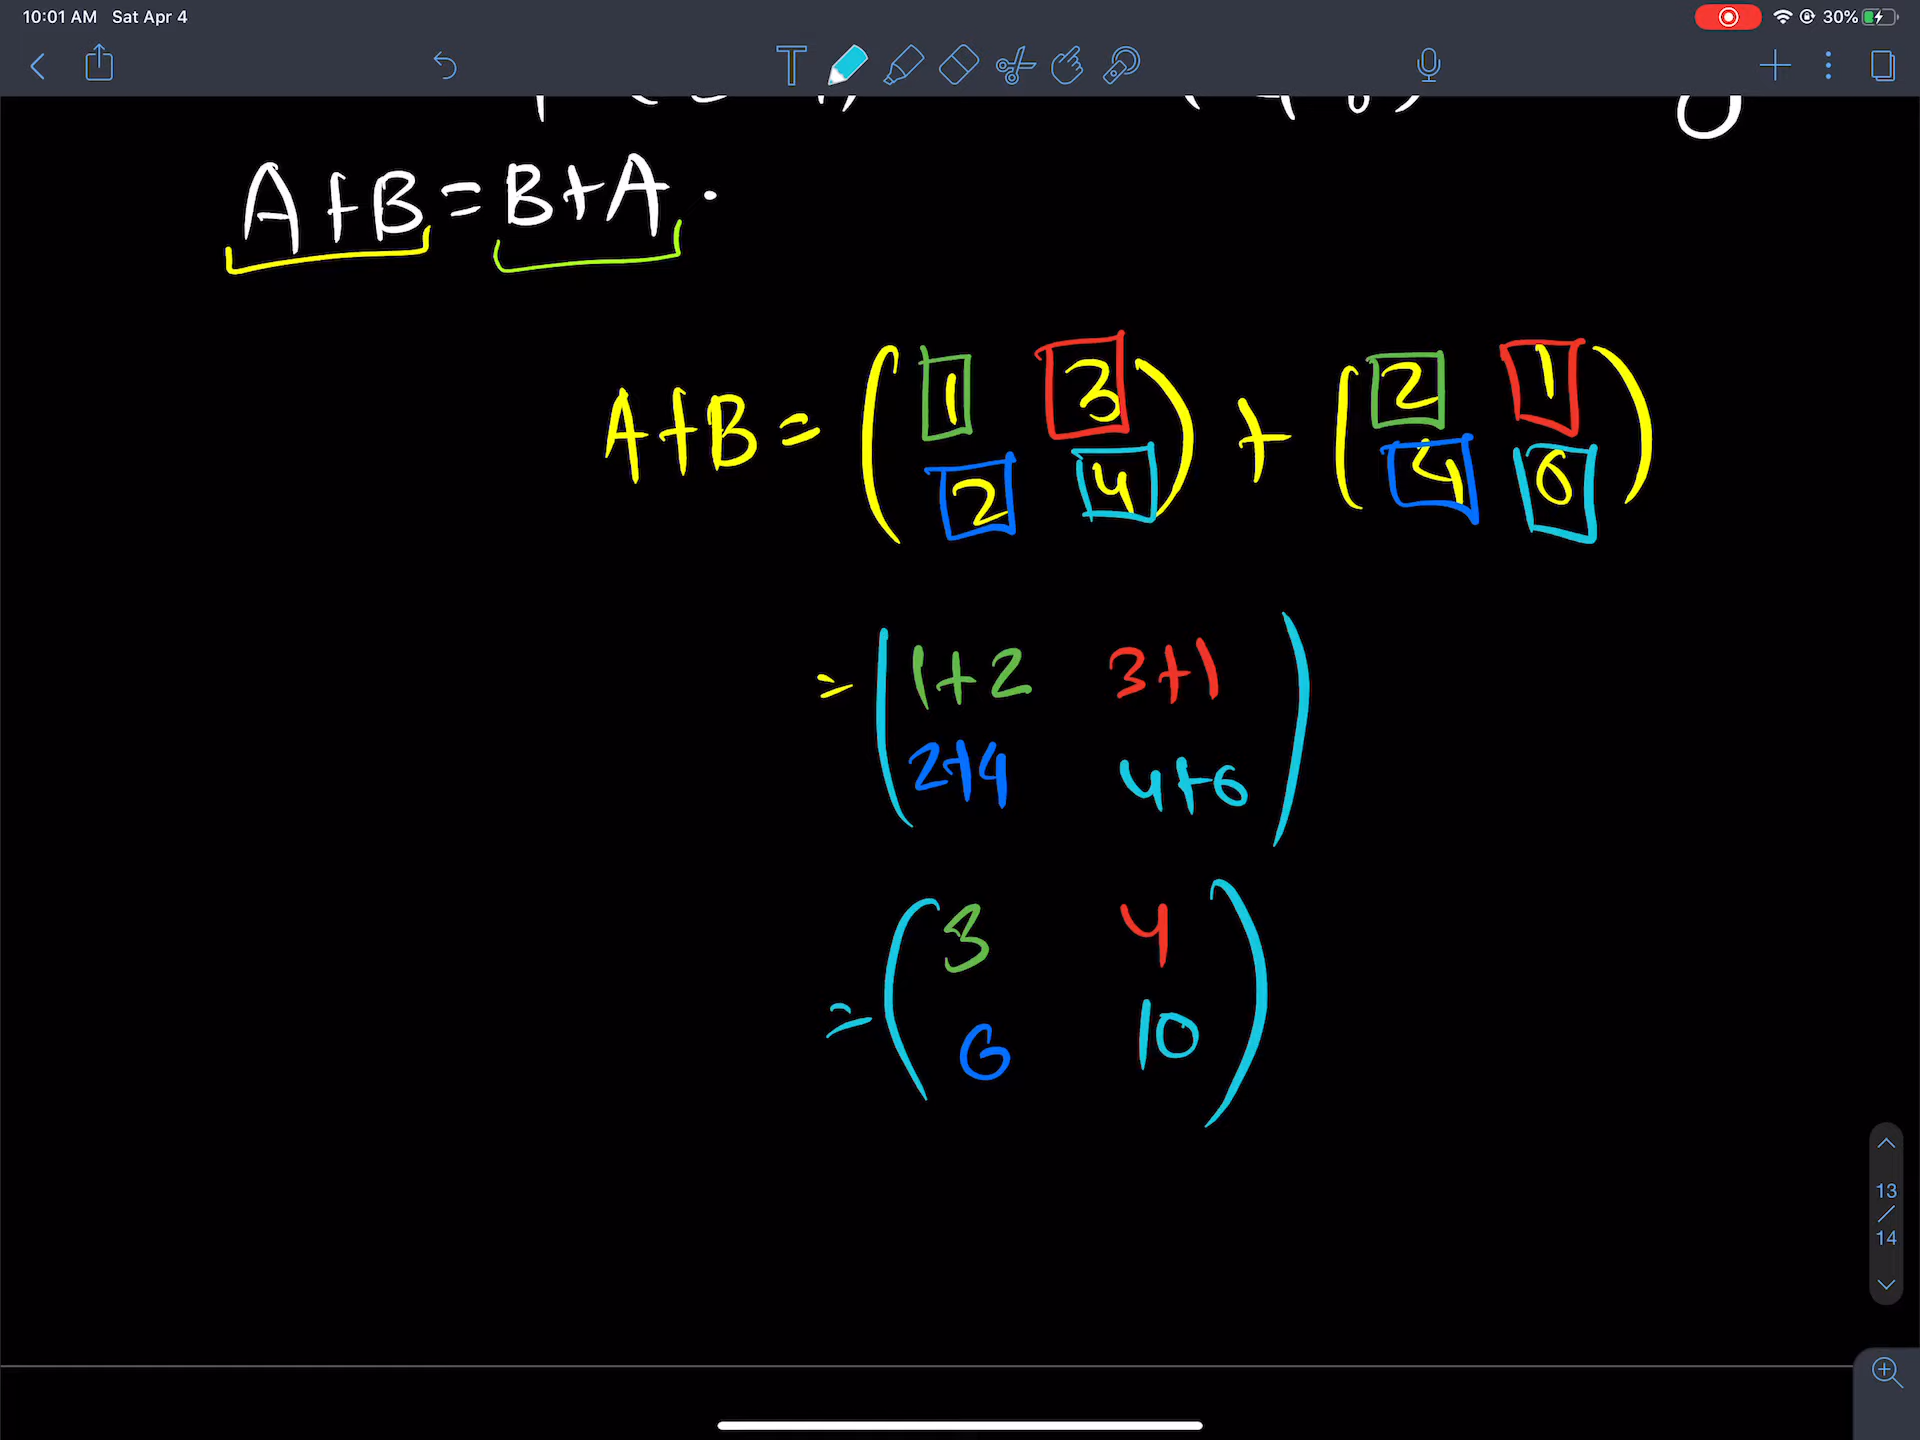 10:01 AM Sat Apr 4 30%
T
A+B=B+A.
A+B= ( 1 3 ) + ( 2 1 )
2 4 4 6
= ( 1+2 3+1 )
2+4 4+6
= ( 3 4 )
6 10
13
/
14